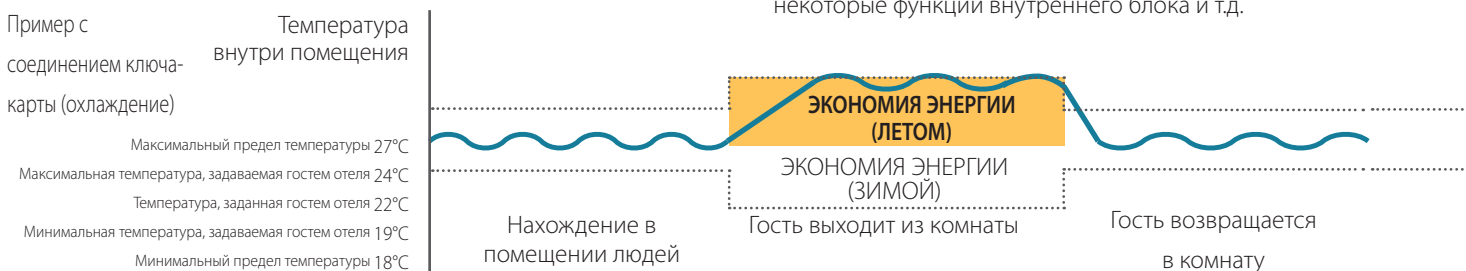 некоторые функции внутреннего блока и т.д.
Пример с
соединением ключа-
карты (охлаждение)
Температура
внутри помещения
Максимальный предел температуры 27°C
Максимальная температура, задаваемая гостем отеля 24°C
Температура, заданная гостем отеля 22°C
Минимальная температура, задаваемая гостем отеля 19°C
Минимальный предел температуры 18°C
ЭКОНОМИЯ ЭНЕРГИИ
(ЛЕТОМ)
ЭКОНОМИЯ ЭНЕРГИИ
(ЗИМОЙ)
Нахождение в
помещении людей
Гость выходит из комнаты
Гость возвращается
в комнату